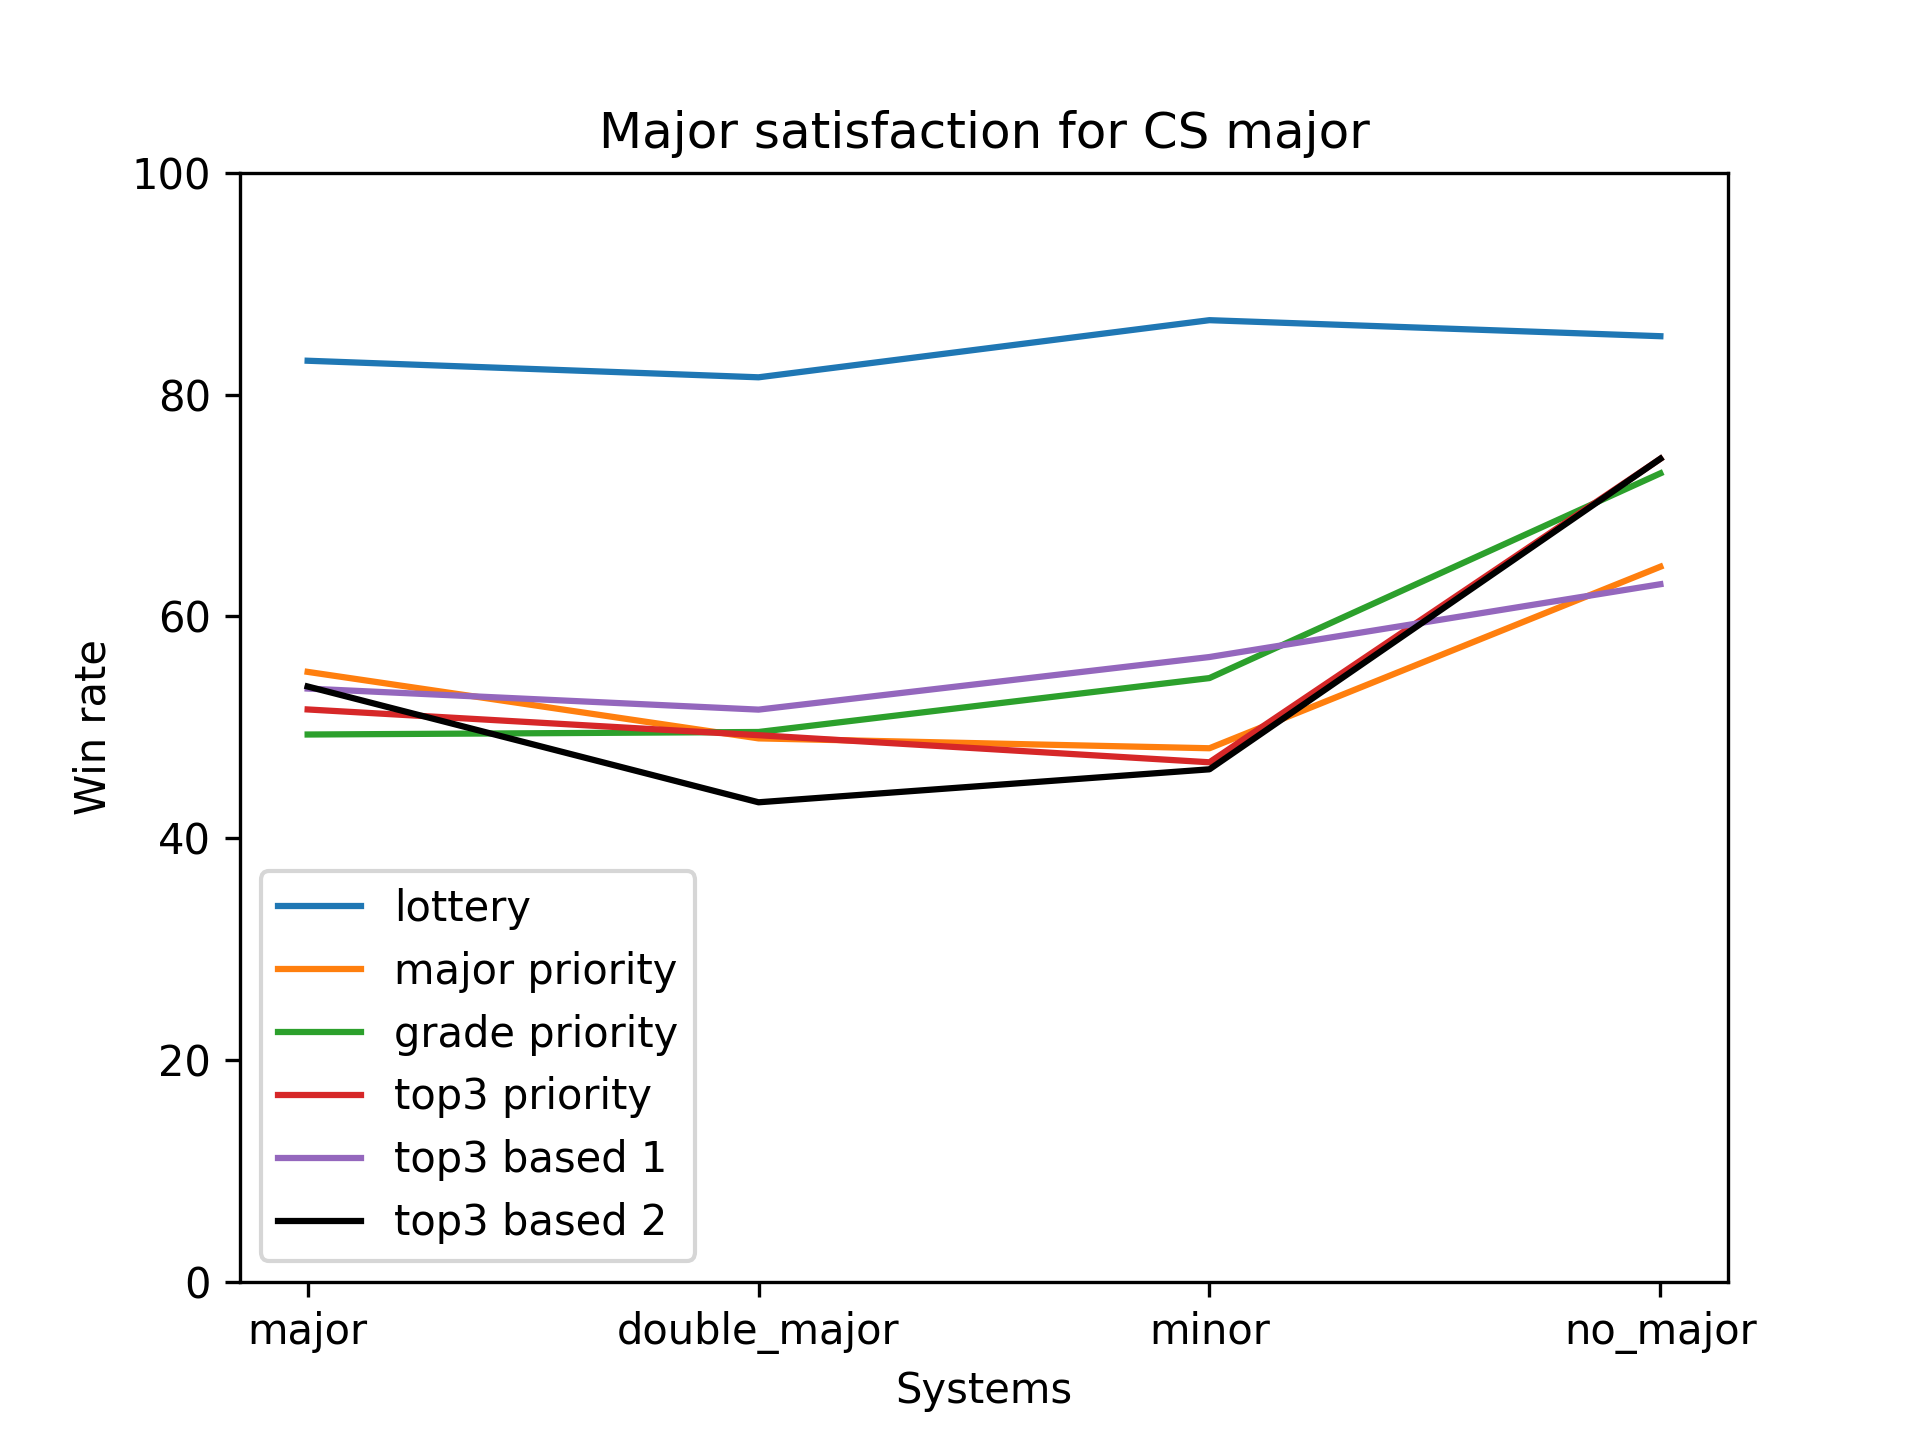 Major satisfaction for CS major
100
80
60
40
20
0
Win rate
lottery
major priority
grade priority
top3 priority
top3 based 1
top3 based 2
major
double_major
minor
no_major
Systems